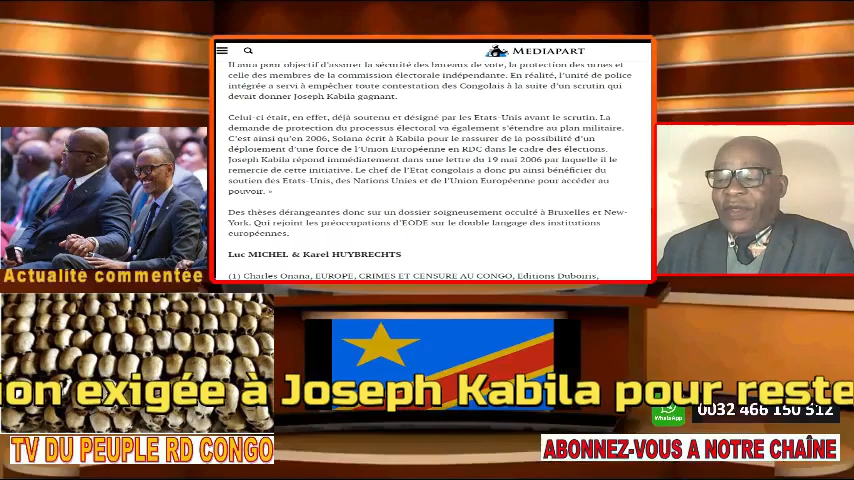 MEDIAPART
Il aura pour objectif d'assurer la sécurité des bureaux de vote, la protection des urnes et
celle des membres de la commission électorale indépendante. En réalité, l'unité de police
intégrée a servi à empêcher toute contestation des Congolais à la suite d'un scrutin qui
devait donner Joseph Kabila gagnant.
Celui-ci était, en effet, déjà soutenu et désigné par les Etats-Unis avant le scrutin. La
demande de protection du processus électoral va également s'étendre au plan militaire.
C'est ainsi qu'en 2006, Solana écrit à Kabila pour le rassurer de la possibilité d'un
déploiement d'une force de l'Union Européenne en RDC dans le cadre des élections.
Joseph Kabila répond immédiatement dans une lettre du 19 mai 2006 par laquelle il le
remercie de cette initiative. Le chef de l'Etat congolais a donc pu ainsi bénéficier du
soutien des Etats-Unis, des Nations Unies et de l'Union Européenne pour accéder au
pouvoir. »
Des thèses dérangeantes donc sur un dossier soigneusement occulté à Bruxelles et New-
York. Qui rejoint les préoccupations d'EODE sur le double langage des institutions
européennes.
Luc MICHEL & Karel HUYBRECHTS
(1) Charles Onana, EUROPE, CRIMES ET CENSURE AU CONGO, Editions Duboiris,
Actualité commentée
ion exigée à Joseph Kabila pour reste
WhatsApp
0032 466 150 512
TV DU PEUPLE RD CONGO
ABONNEZ-VOUS A NOTRE CHAÎNE